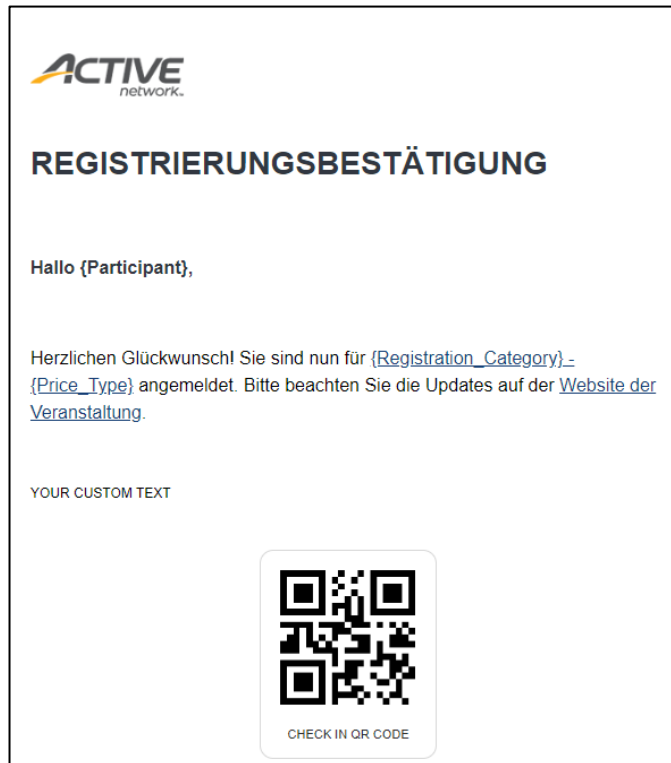 ACTIVE
network.
REGISTRIERUNGSBESTÄTIGUNG
Hallo {Participant},
Herzlichen Glückwunsch! Sie sind nun für {Registration_Category} -
{Price_Type} angemeldet. Bitte beachten Sie die Updates auf der Website der
Veranstaltung.
YOUR CUSTOM TEXT
CHECK IN QR CODE